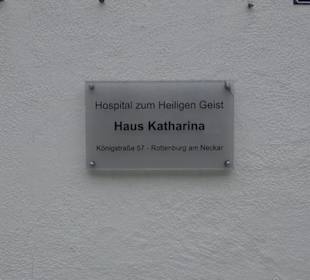 Hospital zum Heiligen Geist
Haus Katharina
Königstraße 57 - Rottenburg am Neckar